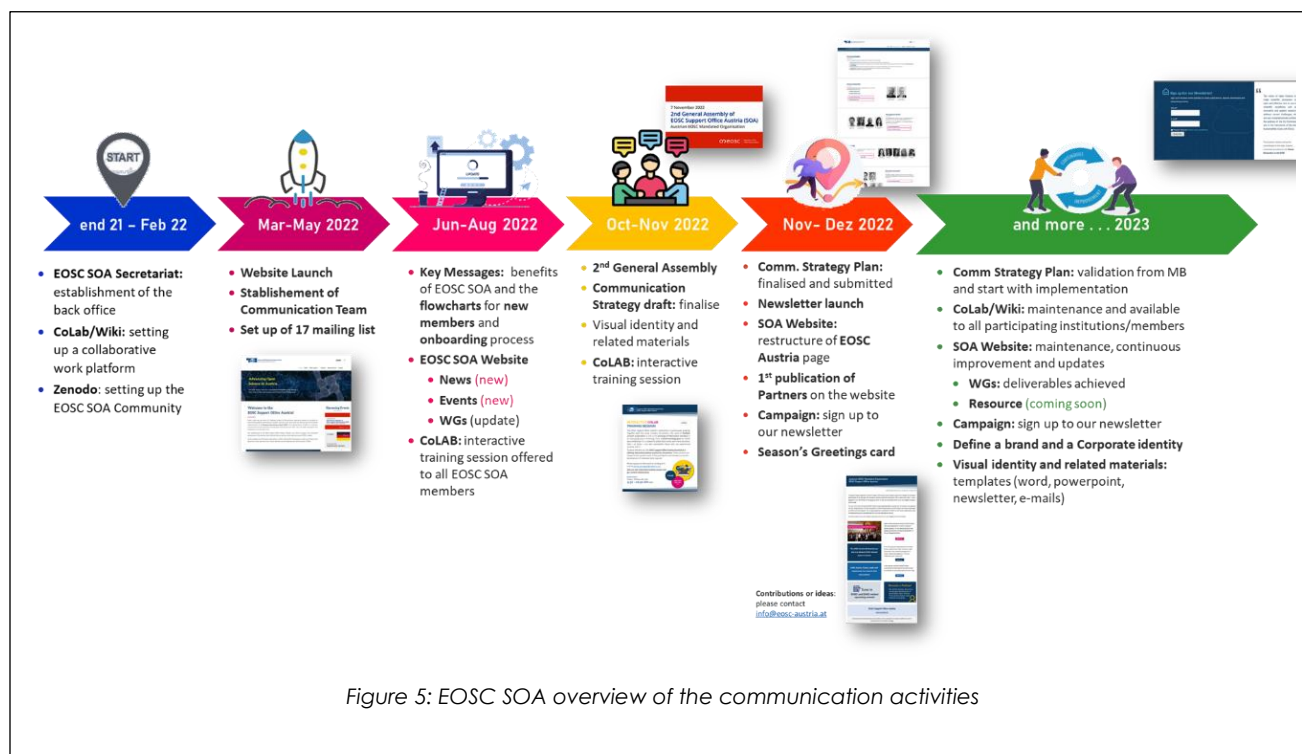 START
end 21 – Feb 22
Mar-May 2022
Jun-Aug 2022
Oct-Nov 2022
Nov– Dez 2022
and more . . . 2023
UPDATE
7 November 2022
2nd General Assembly of
EOSC Support Office Austria (SOA)
Austrian EOSC Mandated Organisation
EOSC SOA Secretariat:
establishment of the
back office
CoLab/Wiki: setting
up a collaborative
work platform
Zenodo: setting up the
EOSC SOA Community
Website Launch
Stablishement of
Communication Team
Set up of 17 mailing list
Welcome to the
EOSC Support Office Austria!
Key Messages: benefits
of EOSC SOA and the
flowcharts for new
members and
onboarding process
EOSC SOA Website
News (new)
Events (new)
WGs (update)
CoLAB: interactive
training session offered
to all EOSC SOA
members
2nd General Assembly
Communication
Strategy draft: finalise
Visual identity and
related materials
CoLAB: interactive
training session
Comm. Strategy Plan:
finalised and submitted
Newsletter launch
SOA Website:
restructure of EOSC
Austria page
1st publication of
Partners on the website
Campaign: sign up to
our newsletter
Season's Greetings card
Contributions or ideas:
please contact
info@eosc-austria.at
Comm Strategy Plan: validation from MB
and start with implementation
CoLab/Wiki: maintenance and available
to all participating institutions/members
SOA Website: maintenance, continuous
improvement and updates
WGs: deliverables achieved
Resource (coming soon)
Campaign: sign up to our newsletter
Define a brand and a Corporate identity
Visual identity and related materials:
templates (word, powerpoint,
newsletter, e-mails)
Figure 5: EOSC SOA overview of the communication activities